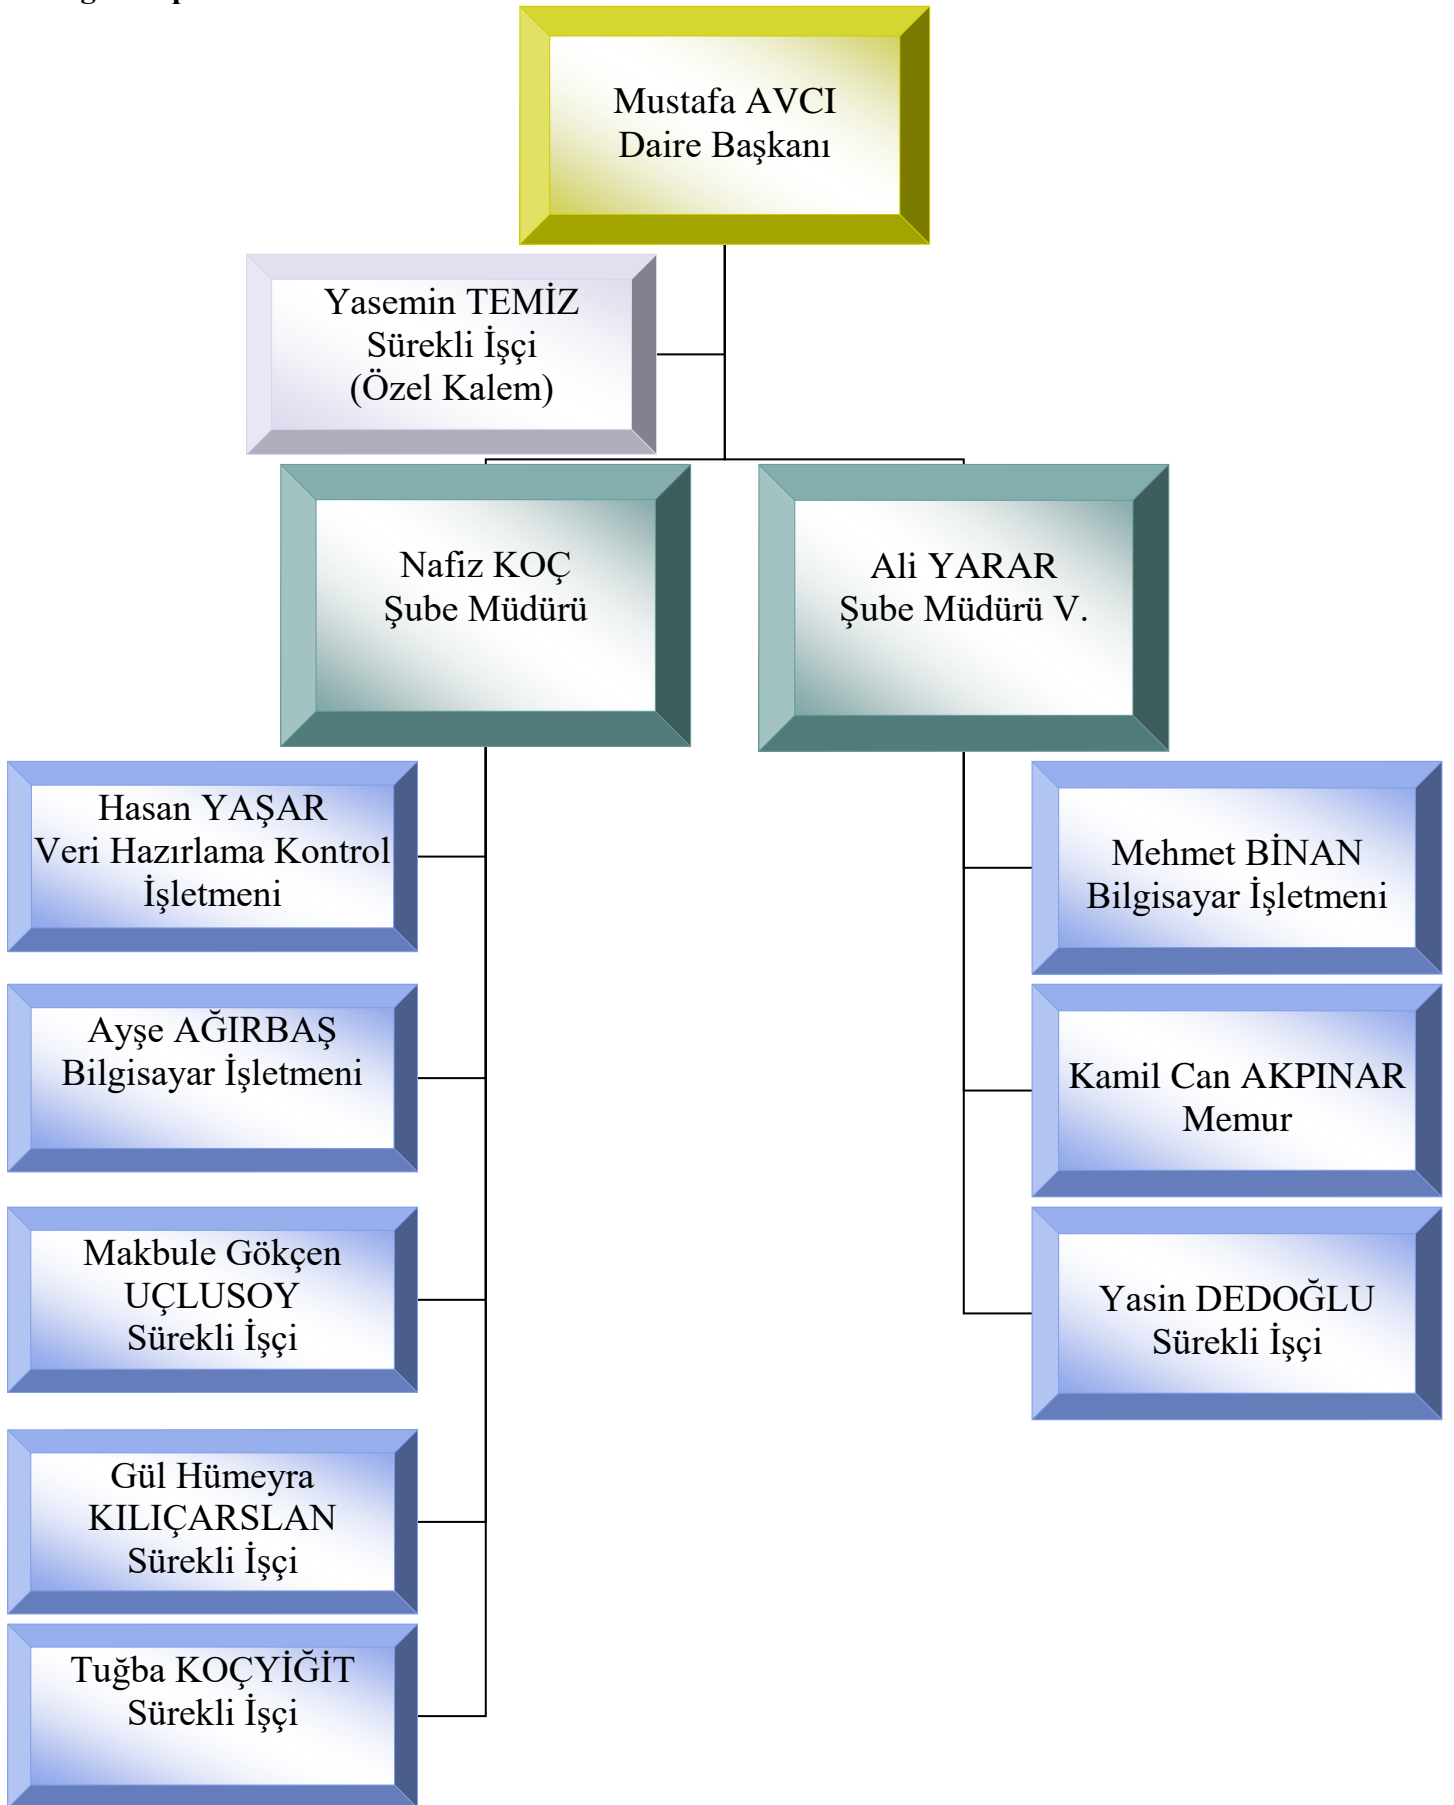 Mustafa AVCI
Daire Başkanı
Yasemin TEMİZ
Sürekli İşçi
(Özel Kalem)
Nafiz KOÇ
Şube Müdürü
Ali YARAR
Şube Müdürü V.
Hasan YAŞAR
Veri Hazırlama Kontrol
İşletmeni
Ayşe AĞIRBAŞ
Bilgisayar İşletmeni
Makbule Gökçen
UÇLUSOY
Sürekli İşçi
Gül Hümeyra
KILIÇARSLAN
Sürekli İşçi
Tuğba KOÇYİĞİT
Sürekli İşçi
Mehmet BİNAN
Bilgisayar İşletmeni
Kamil Can AKPINAR
Memur
Yasin DEDOĞLU
Sürekli İşçi